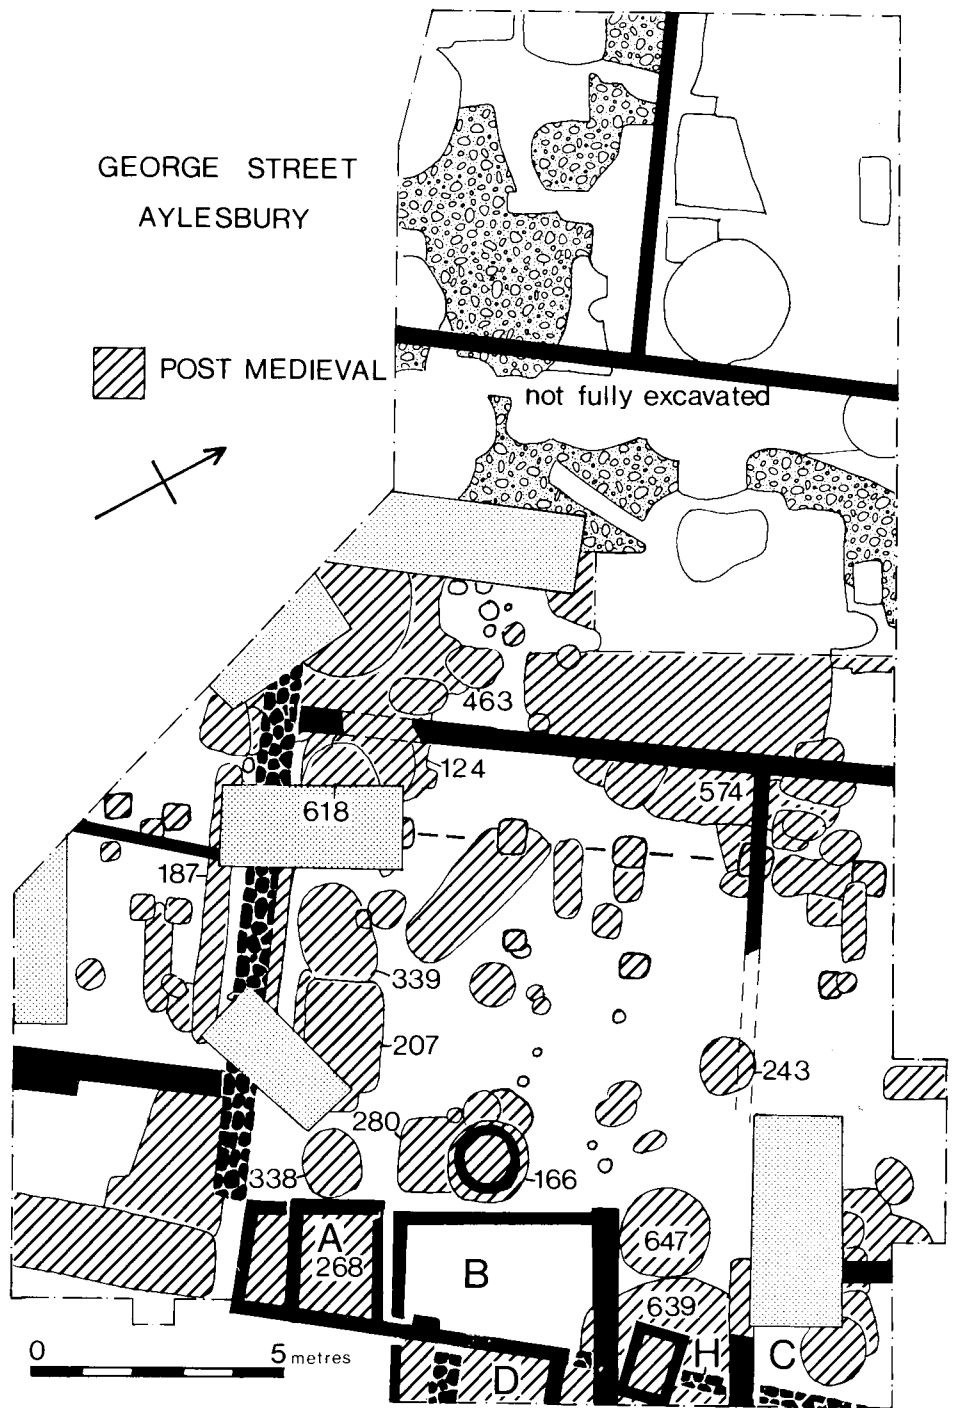 GEORGE STREET
AYLESBURY
POST MEDIEVAL
not fully excavated
463
124
618
574
187
339
207
243
280
338
166
A
268
B
647
639
H
C
D
0 5 metres